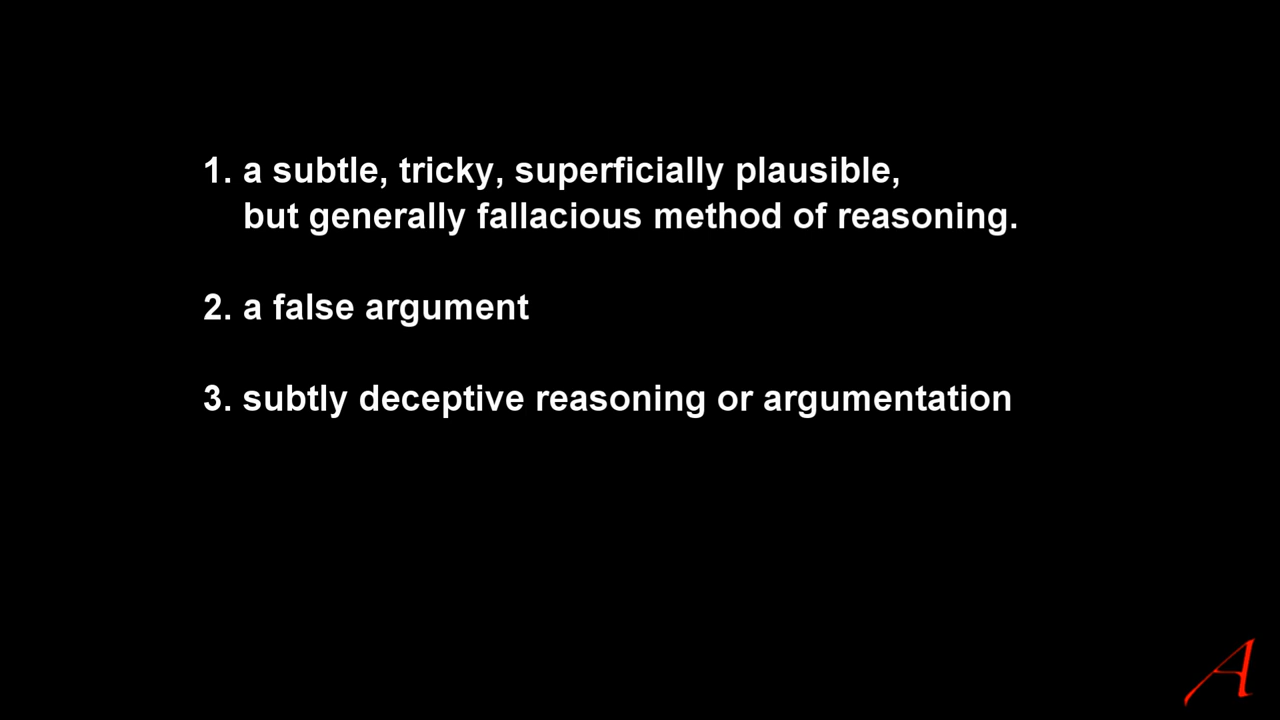 1. a subtle, tricky, superficially plausible,
but generally fallacious method of reasoning.
2. a false argument
3. subtly deceptive reasoning or argumentation
A